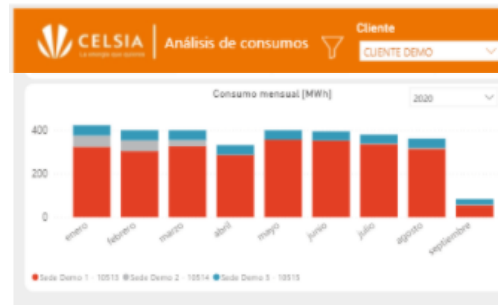 CELSIA
La energía que quieres
Análisis de consumos
Cliente
CLIENTE DEMO
Consumo mensual [MWh]
2020
400
200
0
enero
febrero
marzo
abril
mayo
junio
julio
agosto
septiembre
Sede Demo 1 - 10513 Sede Demo 2 - 10514 Sede Demo 3 - 10515